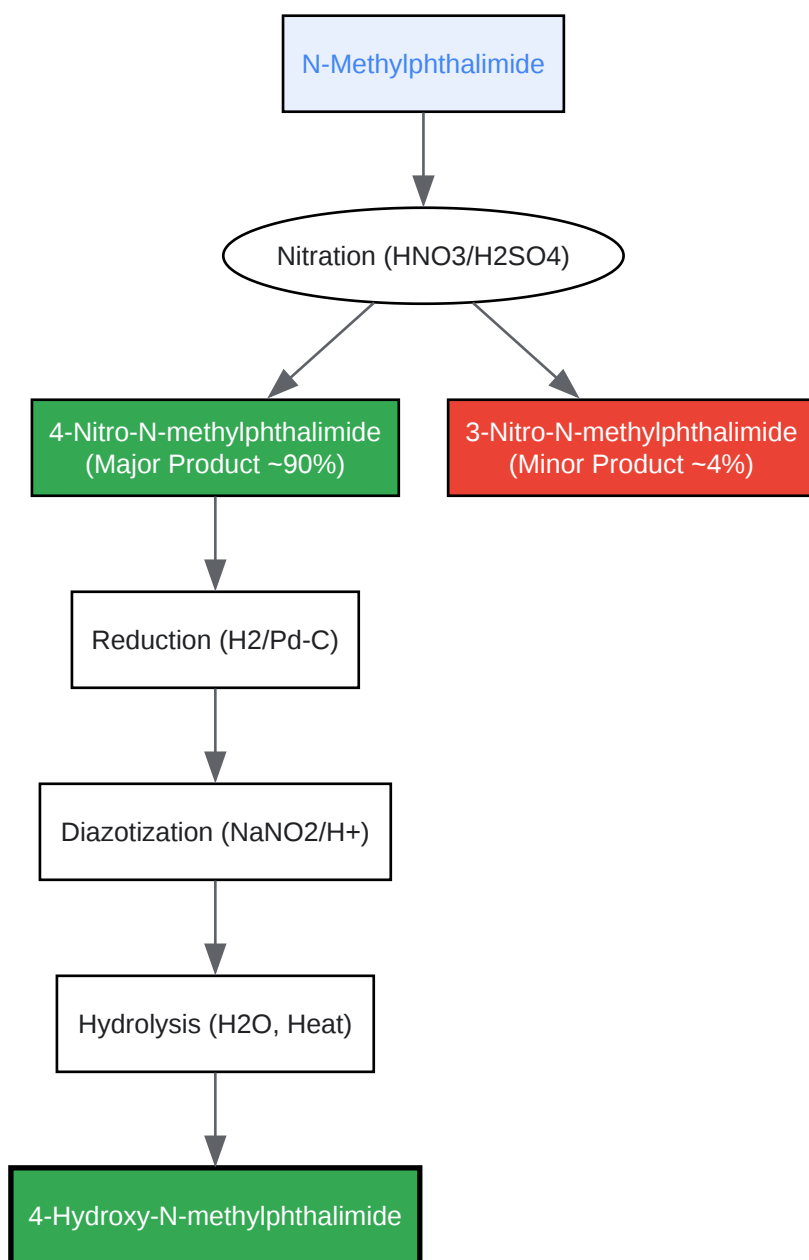 N-Methylphthalimide
Nitration (HNO3/H2SO4)
4-Nitro-N-methylphthalimide
(Major Product ~90%)
3-Nitro-N-methylphthalimide
(Minor Product ~4%)
Reduction (H2/Pd-C)
Diazotization (NaNO2/H+)
Hydrolysis (H2O, Heat)
4-Hydroxy-N-methylphthalimide